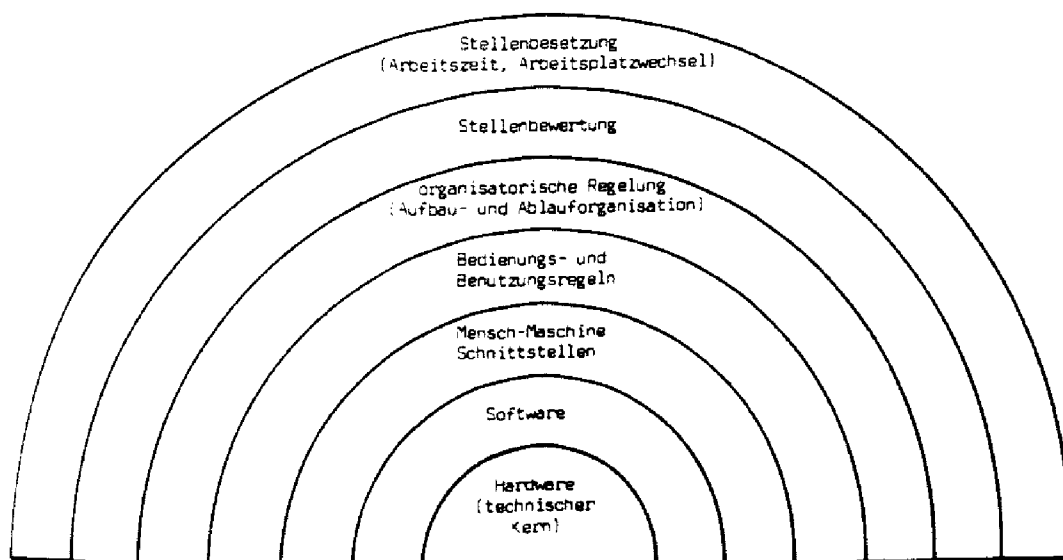 Stellenbesetzung
(Arbeitszeit, Arbeitsplatzwechsel)
Stellenbewertung
organisatorische Regelung
(Aufbau- und Ablauforganisation)
Bedienungs- und
Benutzungsregeln
Mensch-Maschine
Schnittstellen
Software
Hardware
(technischer
Kern)